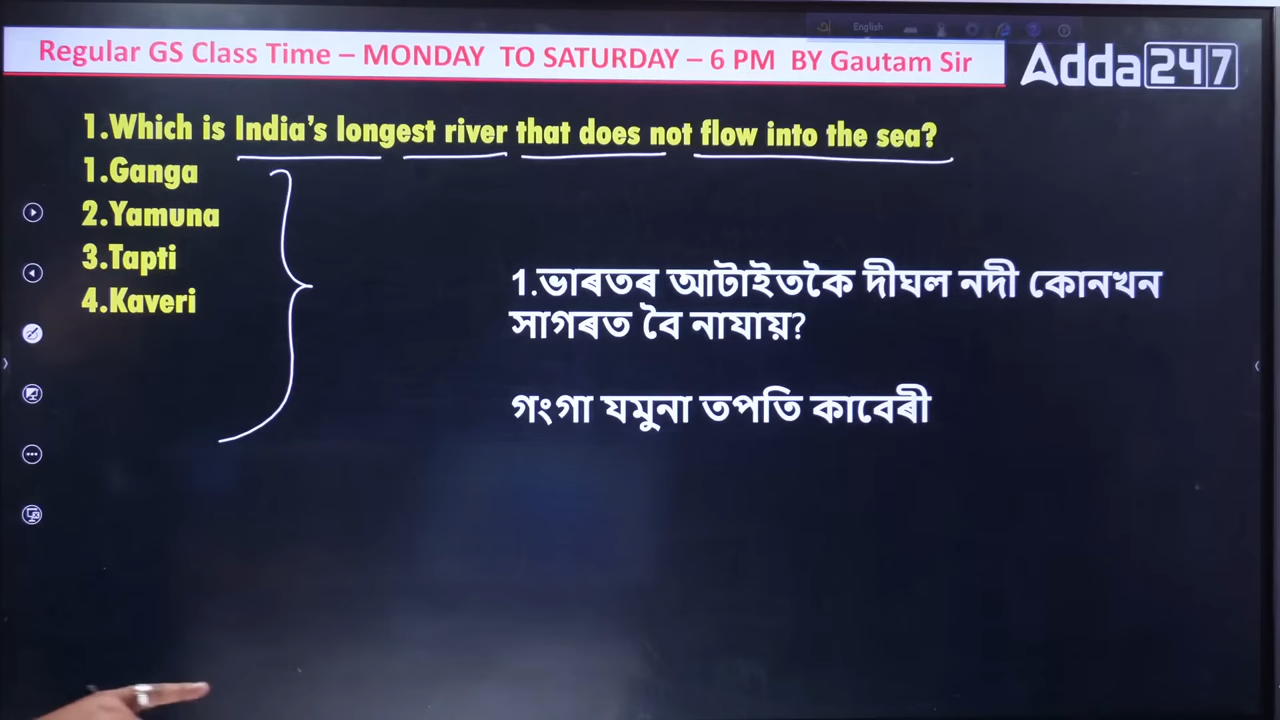 English
Regular GS Class Time – MONDAY TO SATURDAY – 6 PM BY Gautam Sir
Adda247
1.Which is India's longest river that does not flow into the sea?
1.Ganga
2.Yamuna
3.Tapti
4.Kaveri
1.ভাৰতৰ আটাইতকৈ দীঘল নদী কোনখন
সাগৰত বৈ নাযায়?
গংগা যমুনা তপতি কাবেৰী